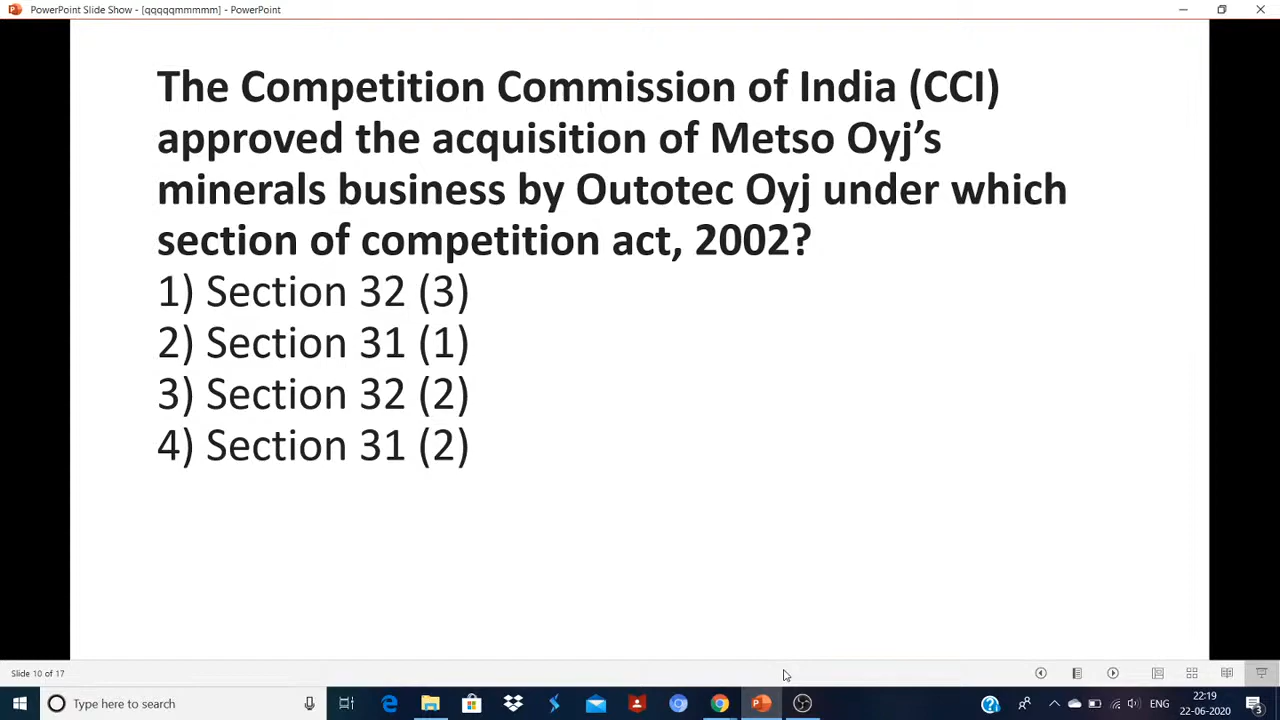 PowerPoint Slide Show - [qqqqqmmmmm] - PowerPoint
The Competition Commission of India (CCI)
approved the acquisition of Metso Oyj’s
minerals business by Outotec Oyj under which
section of competition act, 2002?
1) Section 32 (3)
2) Section 31 (1)
3) Section 32 (2)
4) Section 31 (2)
Slide 10 of 17
Type here to search
ENG
22:19
22-06-2020
3